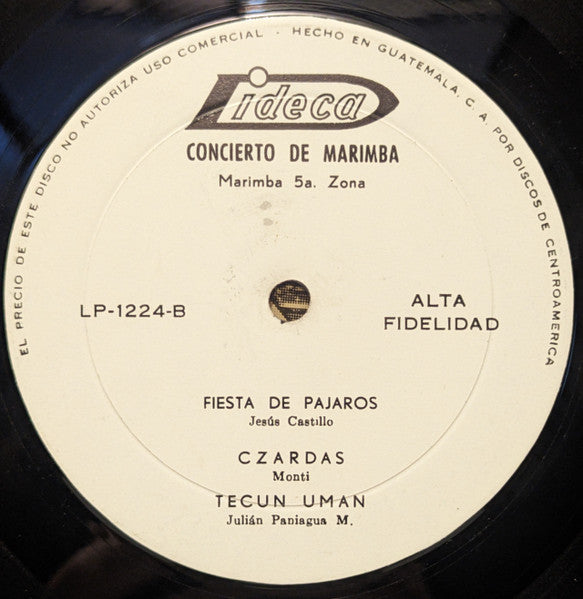 EL PRECIO DE ESTE DISCO NO AUTORIZA USO COMERCIAL · HECHO EN GUATEMALA, C. A. POR DISCOS DE CENTROAMERICA
Dideca
CONCIERTO DE MARIMBA
Marimba 5a. Zona
LP-1224-B
ALTA
FIDELIDAD
FIESTA DE PAJAROS
Jesús Castillo
CZARDAS
Monti
TECUN UMAN
Julián Paniagua M.